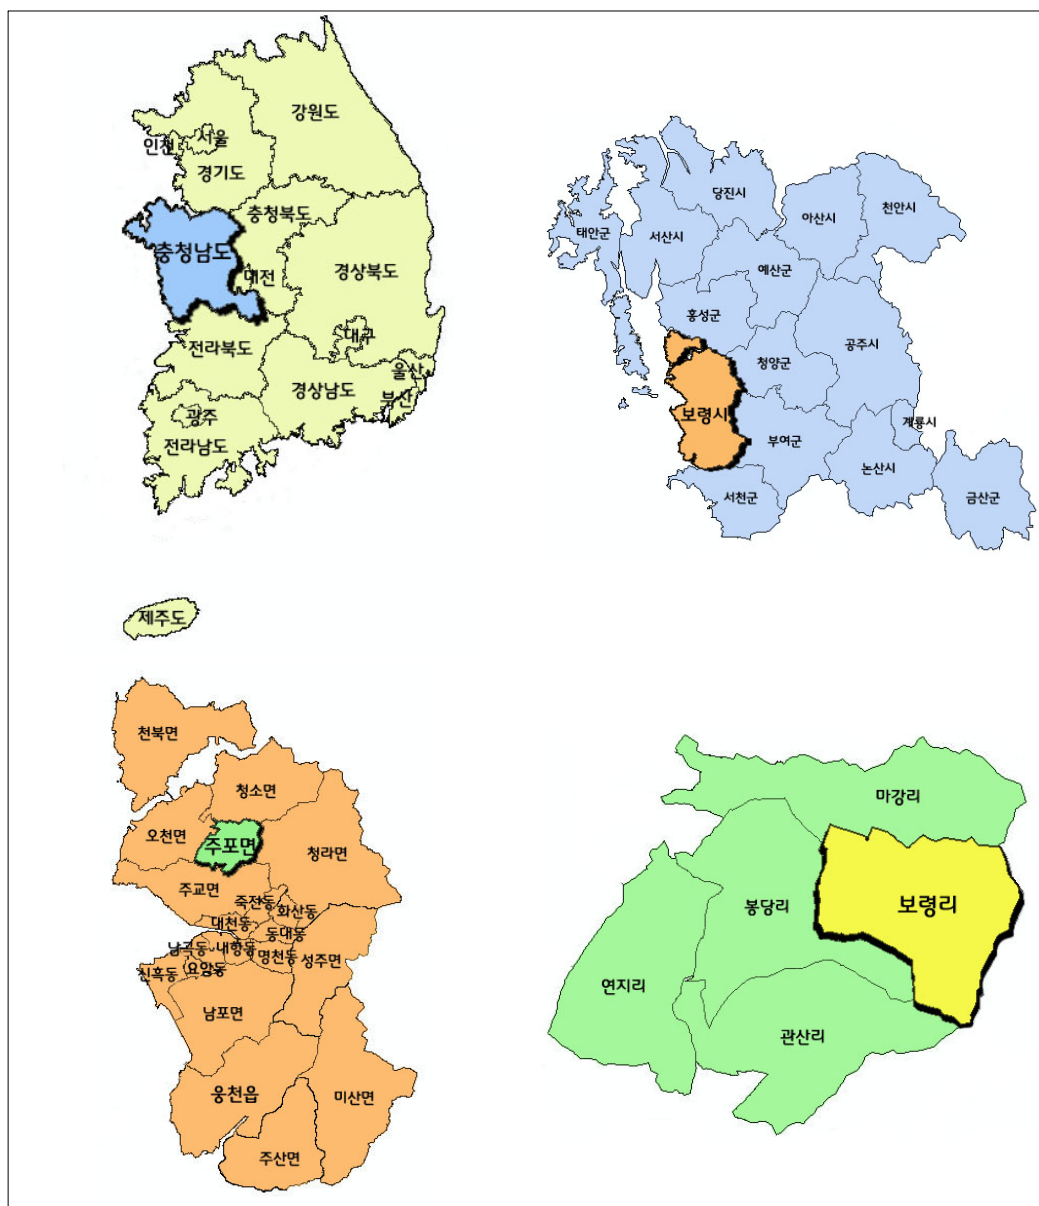 강원도
서울
인천
경기도
충청북도
충청남도
대전
경상북도
대구
전라북도
울산
경상남도
부산
광주
전라남도
제주도
당진시
천안시
아산시
태안군
서산시
예산군
홍성군
공주시
청양군
보령시
계룡시
부여군
논산시
서천군
금산군
천북면
청소면
오천면
주포면
청라면
주교면
죽전동
화산동
대천동
동대동
남곡동
내항동
명천동
성주면
신흑동
요암동
남포면
웅천읍
미산면
주산면
마강리
보령리
봉당리
연지리
관산리